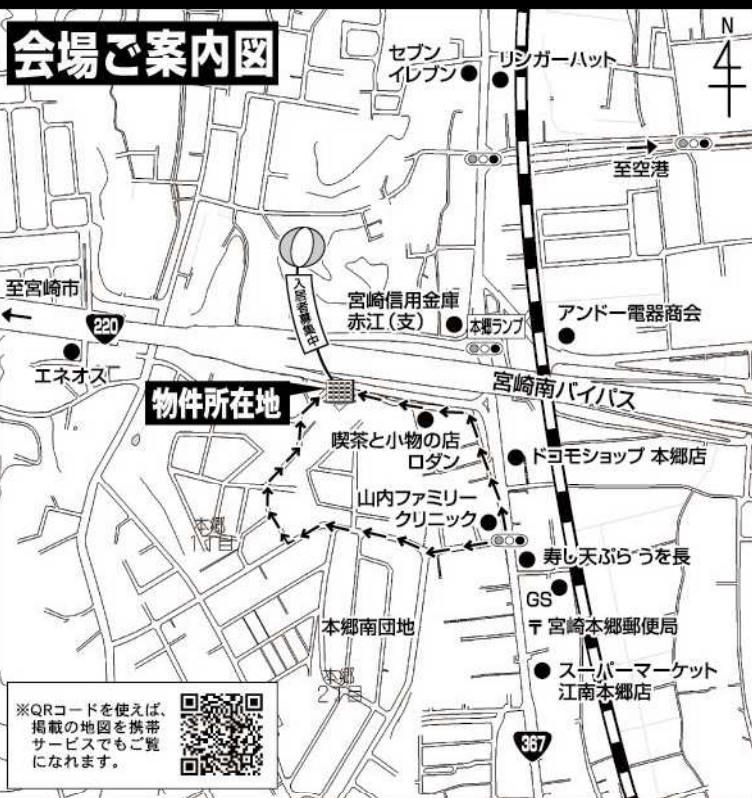 会場ご案内図
N
セブン
イレブン
リンガーハット
至空港
至宮崎市
220
エネオス
入居者募集中
宮崎信用金庫
赤江(支)
本郷ランプ
アンドー電器商会
物件所在地
宮崎南バイパス
喫茶と小物の店
ロダン
ドコモショップ 本郷店
山内ファミリー
クリニック
本郷
1丁目
寿し天ぷら うを長
GS
〒宮崎本郷郵便局
本郷南団地
本郷
2丁目
スーパーマーケット
江南本郷店
367
※QRコードを使えば、
掲載の地図を携帯
サービスでもご覧
になれます。